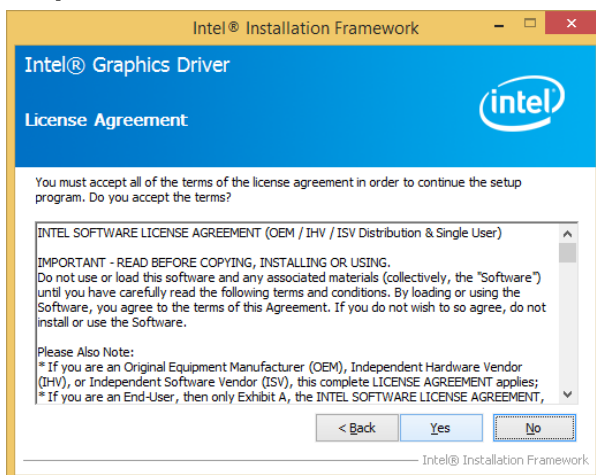 Intel® Installation Framework
Intel® Graphics Driver
intel
License Agreement
You must accept all of the terms of the license agreement in order to continue the setup
program. Do you accept the terms?
INTEL SOFTWARE LICENSE AGREEMENT (OEM / IHV / ISV Distribution & Single User)
IMPORTANT - READ BEFORE COPYING, INSTALLING OR USING.
Do not use or load this software and any associated materials (collectively, the "Software")
until you have carefully read the following terms and conditions. By loading or using the
Software, you agree to the terms of this Agreement. If you do not wish to so agree, do not
install or use the Software.
Please Also Note:
* If you are an Original Equipment Manufacturer (OEM), Independent Hardware Vendor
(IHV), or Independent Software Vendor (ISV), this complete LICENSE AGREEMENT applies;
* If you are an End-User, then only Exhibit A, the INTEL SOFTWARE LICENSE AGREEMENT,
< Back Yes No
Intel® Installation Framework